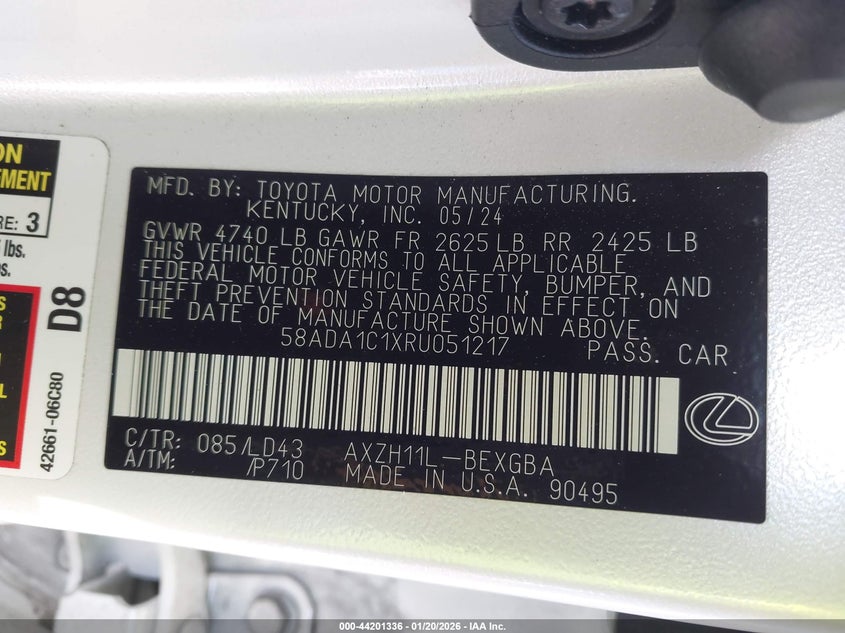 ON
TEMENT
RE: 3
lbs.
D8
42661-06C80
MFD. BY: TOYOTA MOTOR MANUFACTURING.
KENTUCKY, INC. 05/24
GVWR 4740 LB GAWR FR 2625 LB RR 2425 LB
THIS VEHICLE CONFORMS TO ALL APPLICABLE
FEDERAL MOTOR VEHICLE SAFETY, BUMPER, AND
THEFT PREVENTION STANDARDS IN EFFECT ON
THE DATE OF MANUFACTURE SHOWN ABOVE.
58ADA1C1XRU051217 PASS. CAR
C/TR: 085/LD43 AXZH11L-BEXGBA
A/TM: /P710 MADE IN U.S.A. 90495
000-44201336 - 01/20/2026 - IAA Inc.